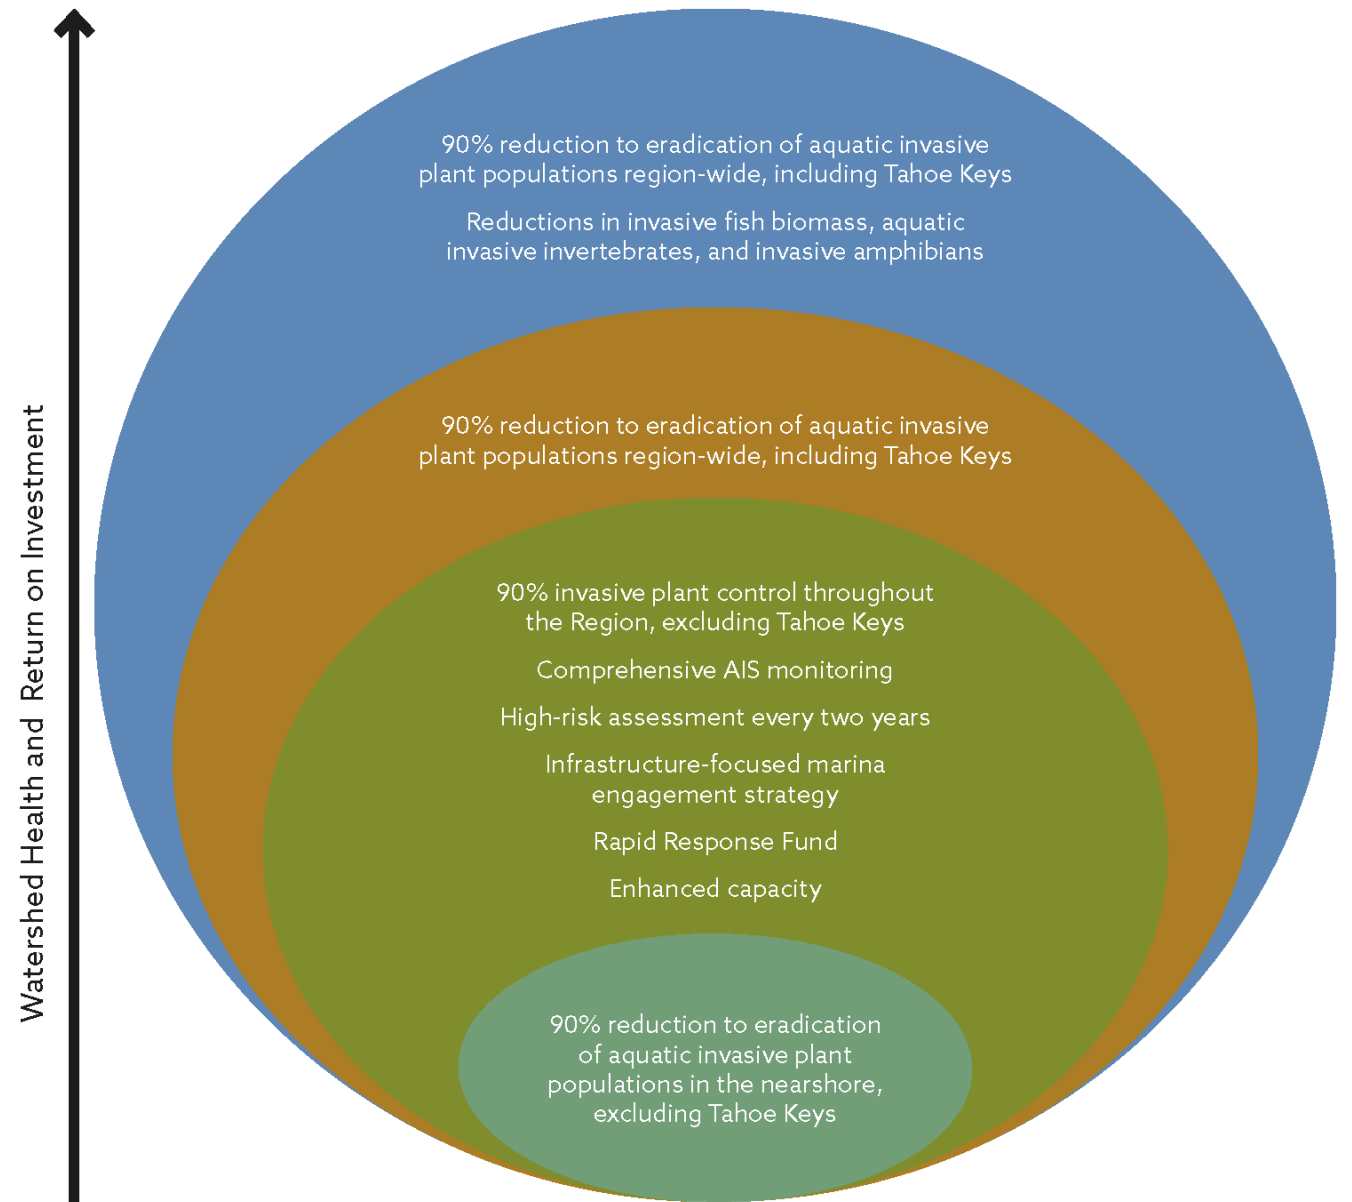 90% reduction to eradication of aquatic invasive
plant populations region-wide, including Tahoe Keys
Reductions in invasive fish biomass, aquatic
invasive invertebrates, and invasive amphibians
90% reduction to eradication of aquatic invasive
plant populations region-wide, including Tahoe Keys
90% invasive plant control throughout
the Region, excluding Tahoe Keys
Comprehensive AIS monitoring
High-risk assessment every two years
Infrastructure-focused marina
engagement strategy
Rapid Response Fund
Enhanced capacity
90% reduction to eradication
of aquatic invasive plant
populations in the nearshore,
excluding Tahoe Keys
Watershed Health and Return on Investment